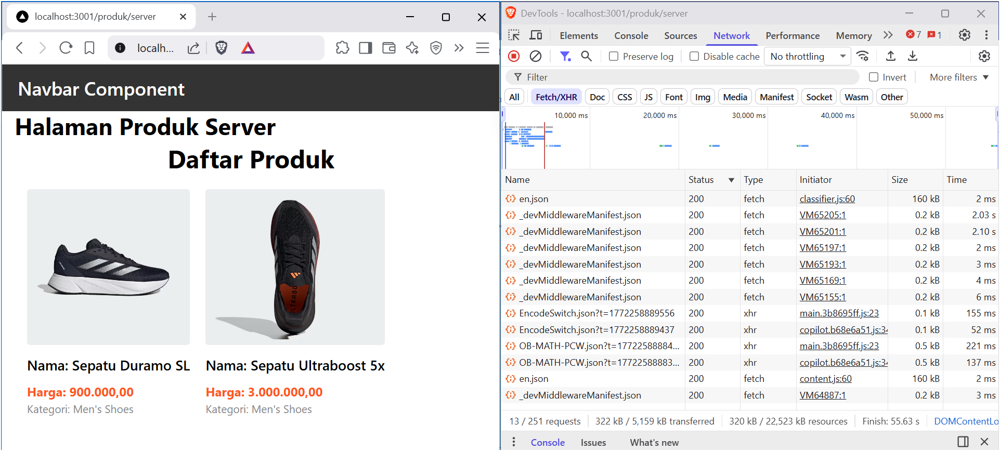 localhost:3001/produk/server
localh...
Navbar Component
Halaman Produk Server
Daftar Produk
Nama: Sepatu Duramo SL
Harga: 900.000,00
Kategori: Men's Shoes
Nama: Sepatu Ultraboost 5x
Harga: 3.000.000,00
Kategori: Men's Shoes
DevTools - localhost:3001/produk/server
Elements Console Sources Network Performance Memory 7 1
Preserve log Disable cache No throttling
Filter Invert More filters
All Fetch/XHR Doc CSS JS Font Img Media Manifest Socket Wasm Other
10,000 ms 20,000 ms 30,000 ms 40,000 ms 50,000 ms
Name Status Type Initiator Size Time
en.json 200 fetch classifier.js:60 160 kB 2 ms
_devMiddlewareManifest.json 200 fetch VM65205:1 0.2 kB 2.03 s
_devMiddlewareManifest.json 200 fetch VM65201:1 0.2 kB 2.10 s
_devMiddlewareManifest.json 200 fetch VM65197:1 0.2 kB 2 ms
_devMiddlewareManifest.json 200 fetch VM65193:1 0.2 kB 3 ms
_devMiddlewareManifest.json 200 fetch VM65169:1 0.2 kB 4 ms
_devMiddlewareManifest.json 200 fetch VM65155:1 0.2 kB 6 ms
EncodeSwitch.json?t=1772258889556 200 xhr main.3b8695ff.js:23 0.1 kB 155 ms
EncodeSwitch.json?t=1772258889437 200 xhr copilot.b68e6a51.js:34 0.1 kB 52 ms
OB-MATH-PCW.json?t=17722588884... 200 xhr main.3b8695ff.js:23 0.5 kB 221 ms
OB-MATH-PCW.json?t=17722588883... 200 xhr copilot.b68e6a51.js:34 0.5 kB 137 ms
en.json 200 fetch content.js:60 160 kB 2 ms
_devMiddlewareManifest.json 200 fetch VM64887:1 0.2 kB 3 ms
13 / 251 requests 322 kB / 5,159 kB transferred 320 kB / 22,523 kB resources Finish: 55.63 s DOMContentLo
Console Issues What's new